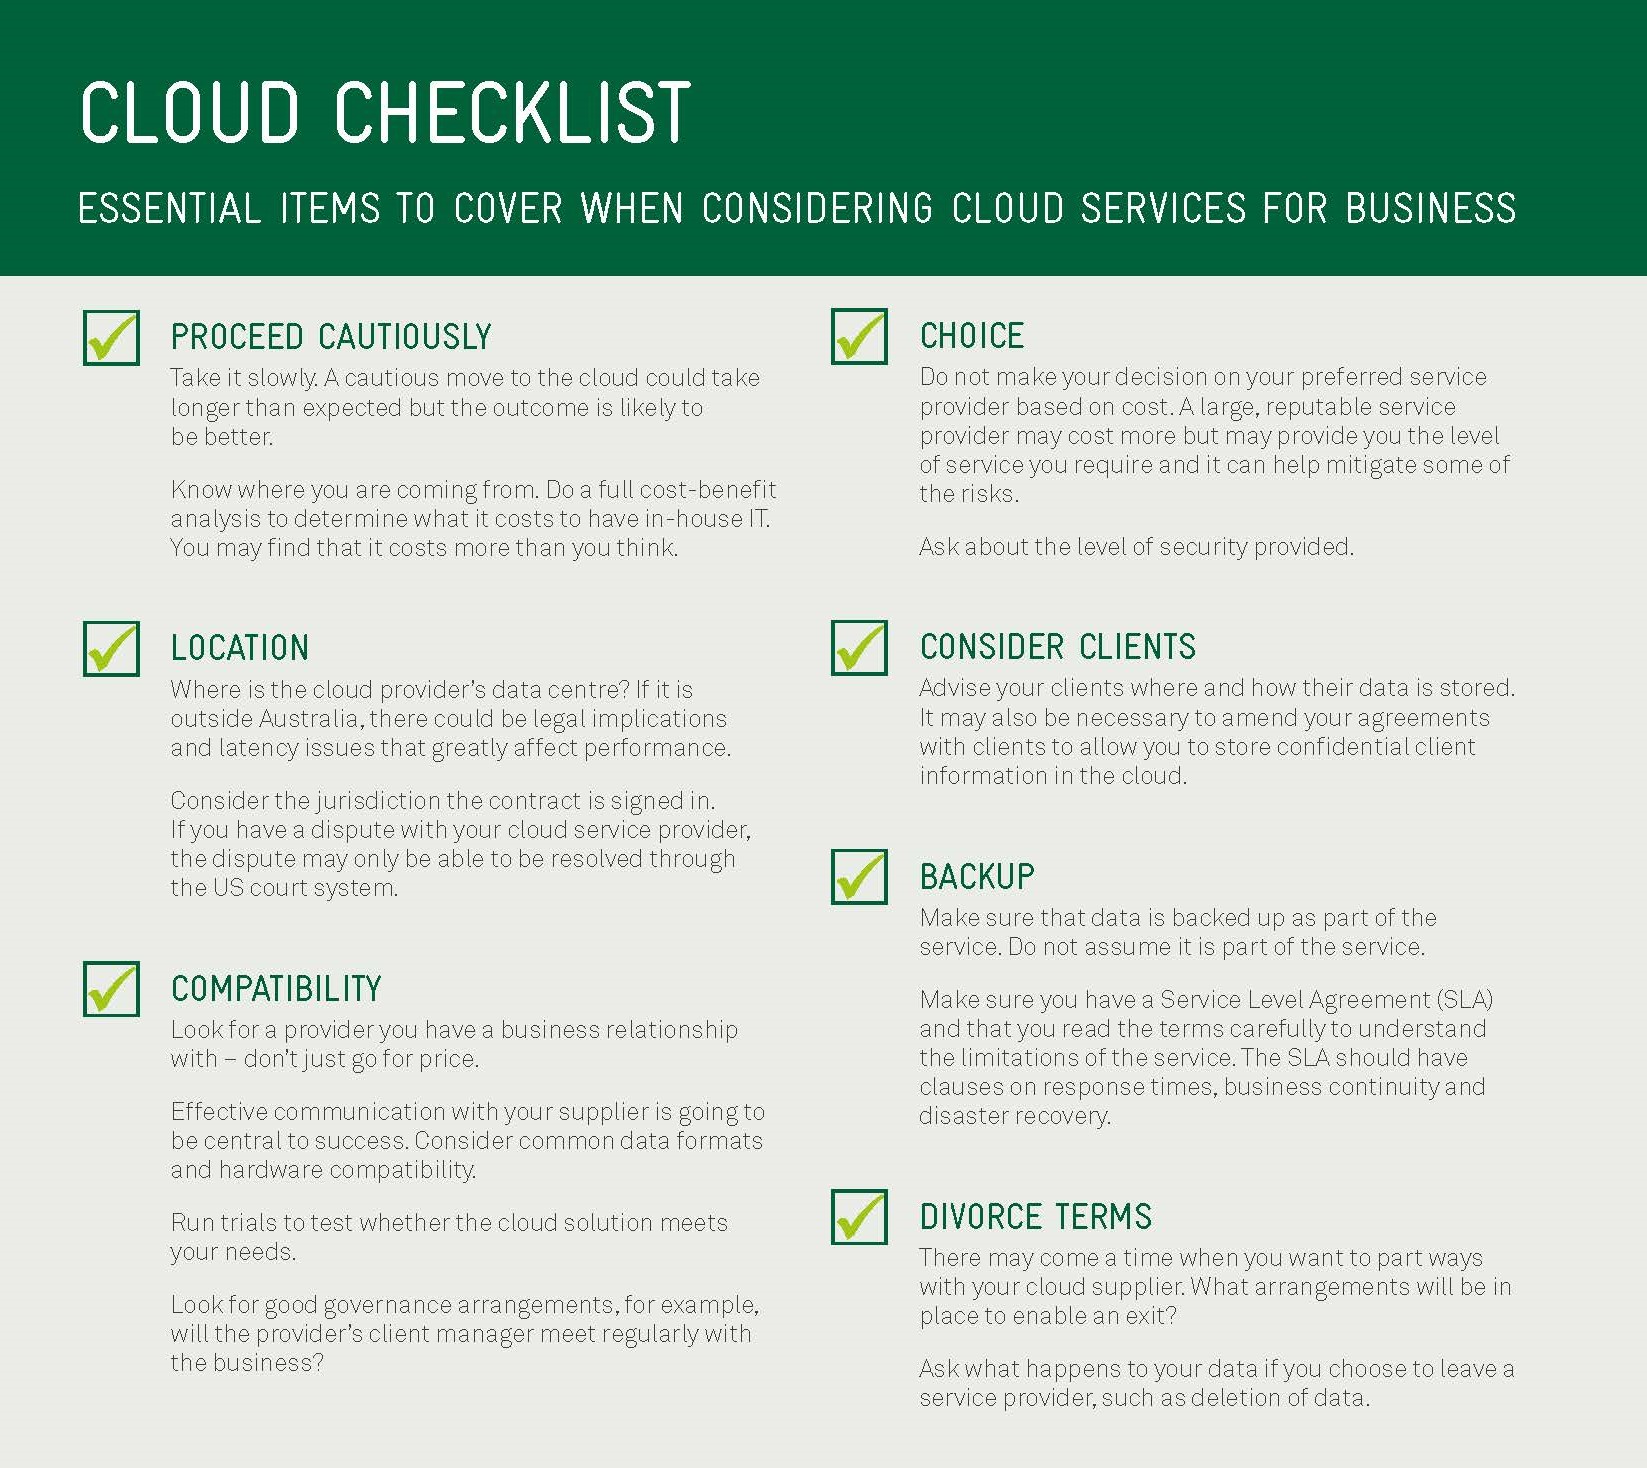 CLOUD CHECKLIST
ESSENTIAL ITEMS TO COVER WHEN CONSIDERING CLOUD SERVICES FOR BUSINESS
PROCEED CAUTIOUSLY
Take it slowly. A cautious move to the cloud could take
longer than expected but the outcome is likely to
be better.
Know where you are coming from. Do a full cost-benefit
analysis to determine what it costs to have in-house IT.
You may find that it costs more than you think.
LOCATION
Where is the cloud provider's data centre? If it is
outside Australia, there could be legal implications
and latency issues that greatly affect performance.
Consider the jurisdiction the contract is signed in.
If you have a dispute with your cloud service provider,
the dispute may only be able to be resolved through
the US court system.
COMPATIBILITY
Look for a provider you have a business relationship
with – don't just go for price.
Effective communication with your supplier is going to
be central to success. Consider common data formats
and hardware compatibility.
Run trials to test whether the cloud solution meets
your needs.
Look for good governance arrangements, for example,
will the provider's client manager meet regularly with
the business?
CHOICE
Do not make your decision on your preferred service
provider based on cost. A large, reputable service
provider may cost more but may provide you the level
of service you require and it can help mitigate some of
the risks.
Ask about the level of security provided.
CONSIDER CLIENTS
Advise your clients where and how their data is stored.
It may also be necessary to amend your agreements
with clients to allow you to store confidential client
information in the cloud.
BACKUP
Make sure that data is backed up as part of the
service. Do not assume it is part of the service.
Make sure you have a Service Level Agreement (SLA)
and that you read the terms carefully to understand
the limitations of the service. The SLA should have
clauses on response times, business continuity and
disaster recovery.
DIVORCE TERMS
There may come a time when you want to part ways
with your cloud supplier. What arrangements will be in
place to enable an exit?
Ask what happens to your data if you choose to leave a
service provider, such as deletion of data.